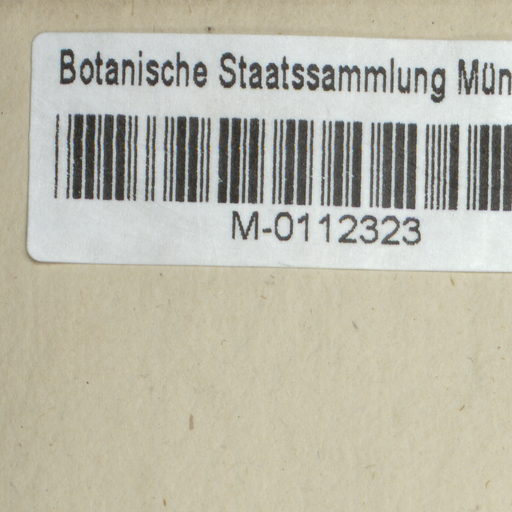 Botanische Staatssammlung Mün
M-0112323